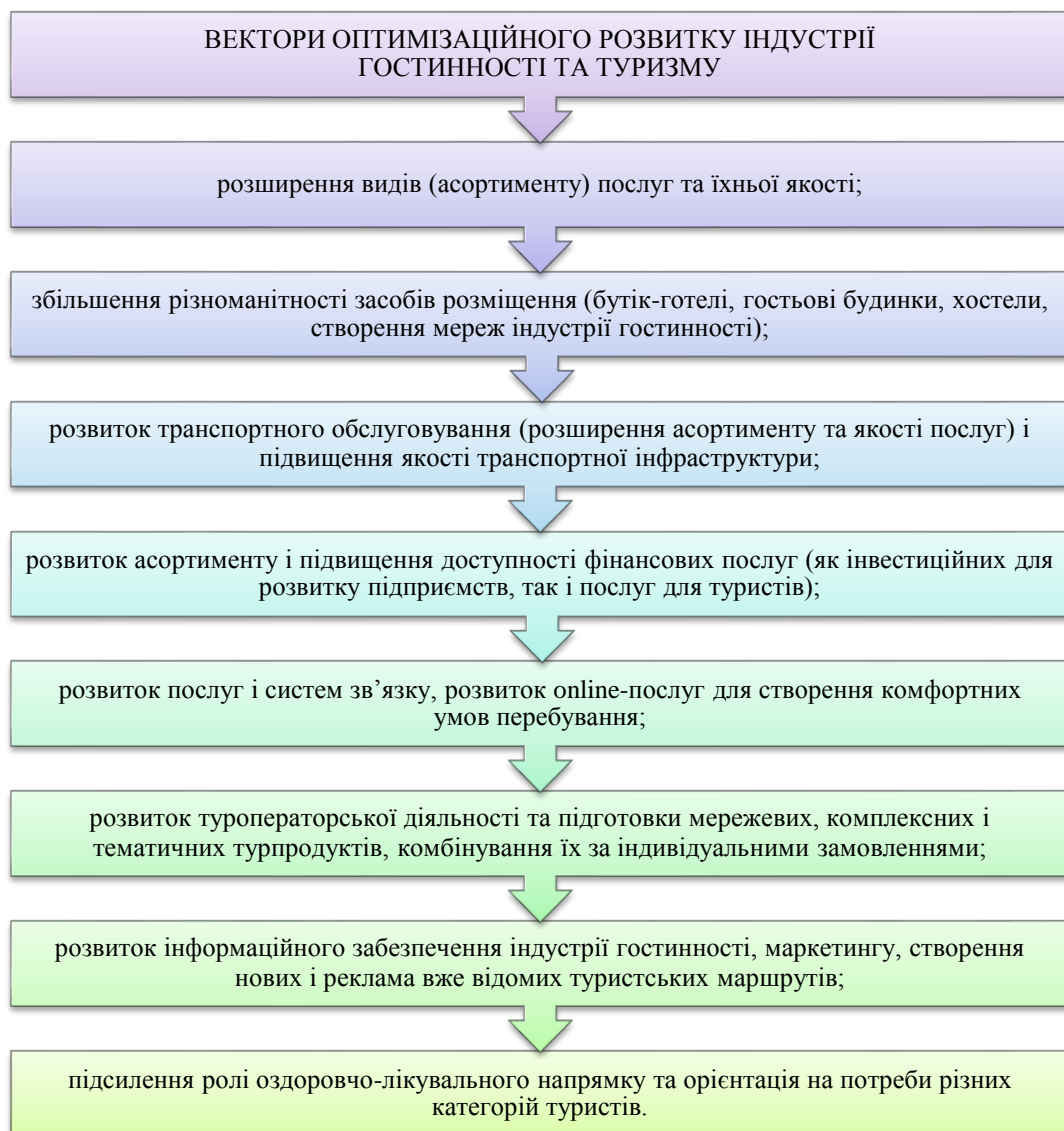 ВЕКТОРИ ОПТИМІЗАЦІЙНОГО РОЗВИТКУ ІНДУСТРІЇ
ГОСТИННОСТІ ТА ТУРИЗМУ
розширення видів (асортименту) послуг та їхньої якості;
збільшення різноманітності засобів розміщення (бутік-готелі, гостьові будинки, хостели,
створення мереж індустрії гостинності);
розвиток транспортного обслуговування (розширення асортименту та якості послуг) і
підвищення якості транспортної інфраструктури;
розвиток асортименту і підвищення доступності фінансових послуг (як інвестиційних для
розвитку підприємств, так і послуг для туристів);
розвиток послуг і систем зв’язку, розвиток online-послуг для створення комфортних
умов перебування;
розвиток туроператорської діяльності та підготовки мережевих, комплексних і
тематичних турпродуктів, комбінування їх за індивідуальними замовленнями;
розвиток інформаційного забезпечення індустрії гостинності, маркетингу, створення
нових і реклама вже відомих туристських маршрутів;
підсилення ролі оздоровчо-лікувального напрямку та орієнтація на потреби різних
категорій туристів.